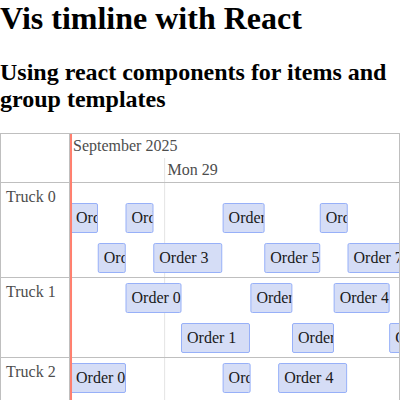 Vis timline with React
Using react components for items and
group templates
September 2025
Mon 29
Truck 0
Ord Ord Order Ord
Ord Order 3 Order 5 Order 7
Truck 1
Order 0 Order Order 4
Order 1 Order
Truck 2
Order 0 Ord Order 4